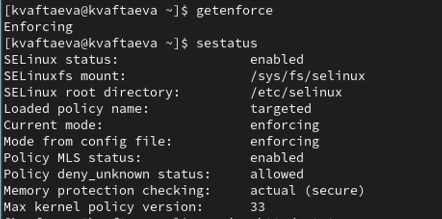 [kvaftaeva@kvaftaeva ~]$ getenforce
Enforcing
[kvaftaeva@kvaftaeva ~]$ sestatus
SELinux status:                 enabled
SELinuxfs mount:                /sys/fs/selinux
SELinux root directory:         /etc/selinux
Loaded policy name:             targeted
Current mode:                   enforcing
Mode from config file:          enforcing
Policy MLS status:              enabled
Policy deny_unknown status:     allowed
Memory protection checking:     actual (secure)
Max kernel policy version:      33